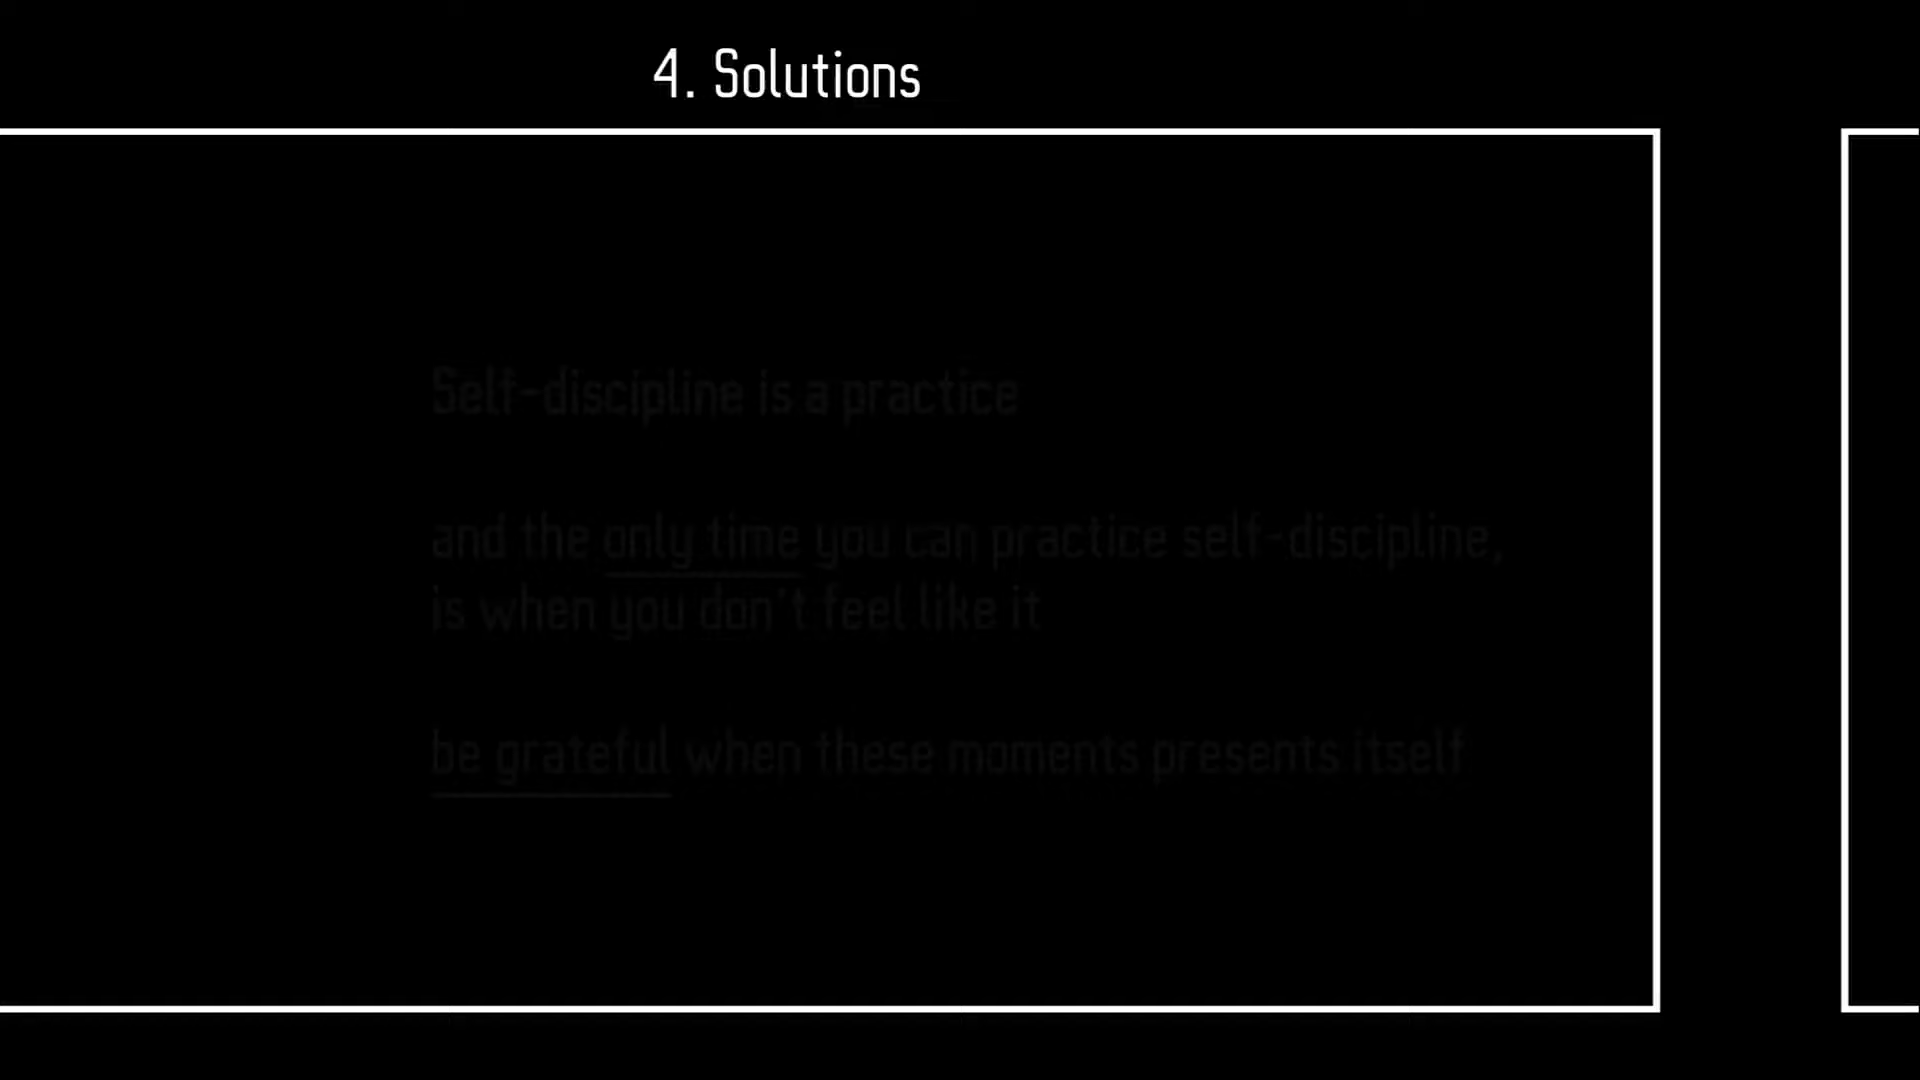 4. Solutions
Self-discipline is a practice
and the only time you can practice self-discipline,
is when you don't feel like it
be grateful when these moments presents itself